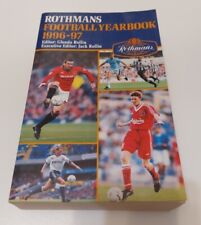 ROTHMANS
FOOTBALL YEARBOOK
1996-97
Editor: Glenda Rollin
Executive Editor: Jack Rollin
Rothmans